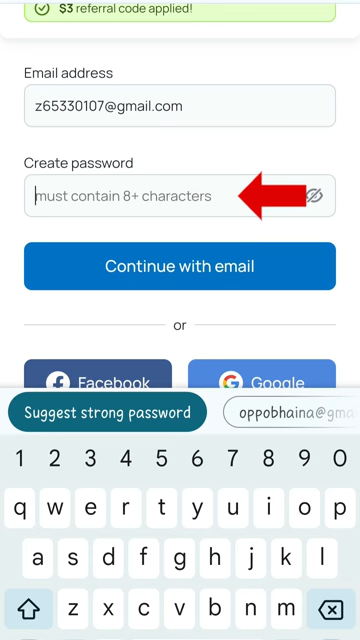 $3 referral code applied!
Email address
z65330107@gmail.com
Create password
must contain 8+ characters
Continue with email
or
Facebook
Google
Suggest strong password
oppobhaina@gma
1 2 3 4 5 6 7 8 9 0
q w e r t y u i o p
a s d f g h j k l
z x c v b n m